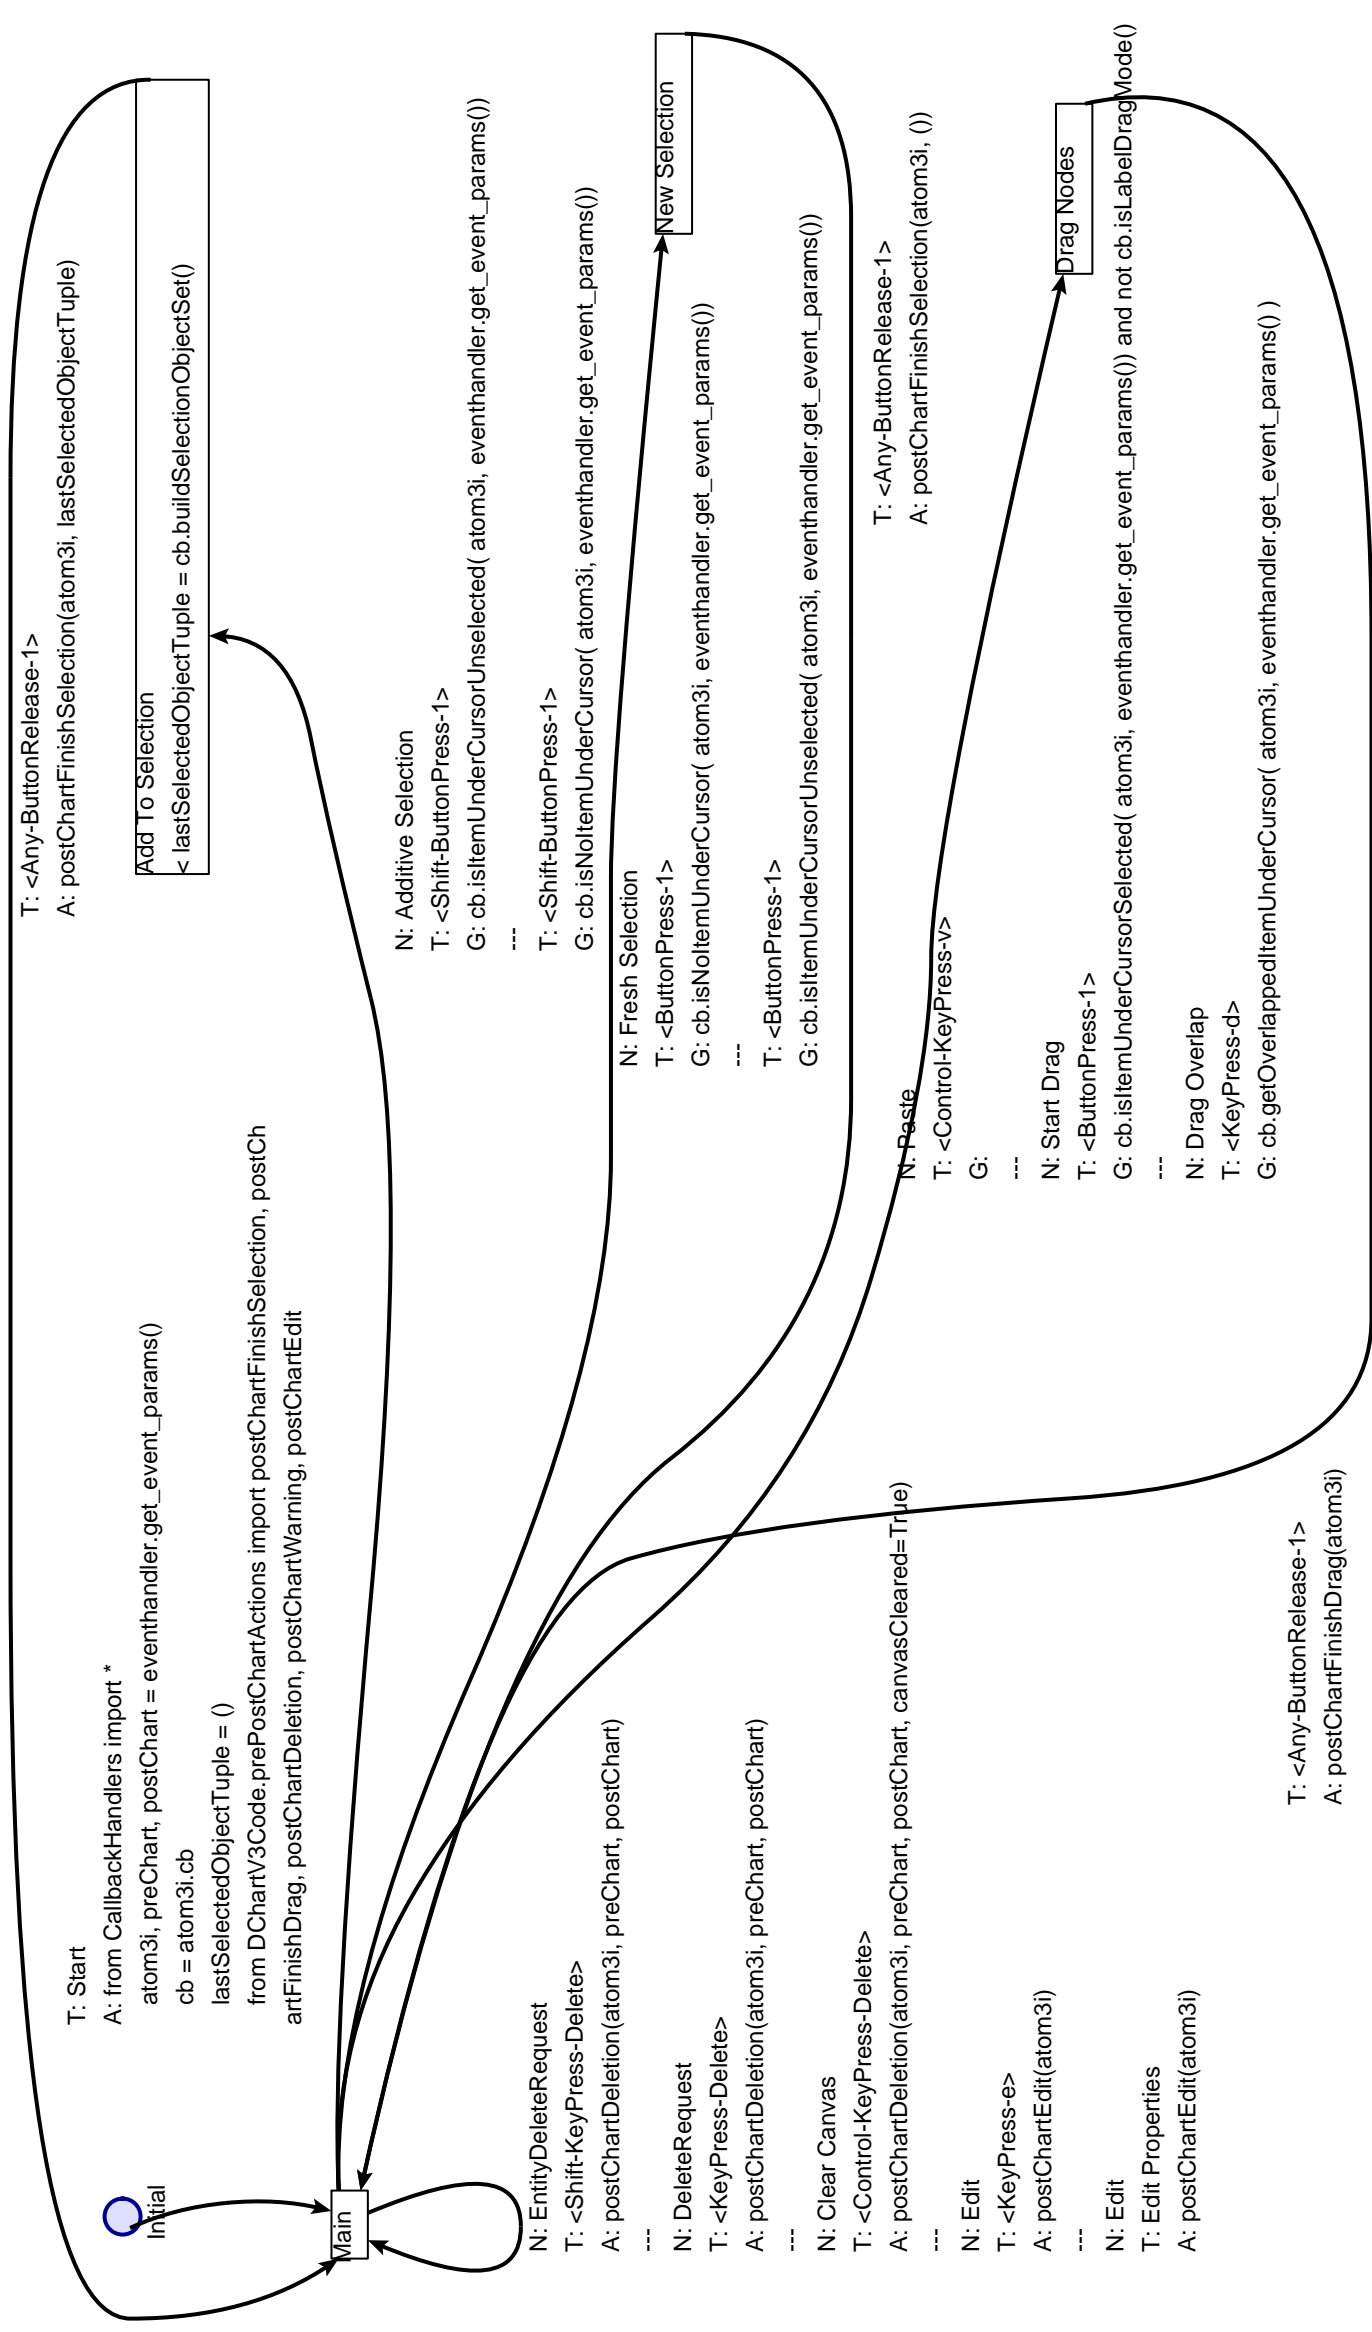 T: <Any-ButtonRelease-1>
A: postChartFinishSelection(atom3i, lastSelectedObjectTuple)
Add To Selection
< lastSelectedObjectTuple = cb.buildSelectionObjectSet()
T: Start
A: from CallbackHandlers import *
atom3i, preChart, postChart = eventhandler.get_event_params()
cb = atom3i.cb
lastSelectedObjectTuple = ()
from DChartV3Code.prePostChartActions import postChartFinishSelection, postCh
artFinishDrag, postChartDeletion, postChartWarning, postChartEdit
Initial
Main
N: Additive Selection
T: <Shift-ButtonPress-1>
G: cb.isItemUnderCursorUnselected( atom3i, eventhandler.get_event_params())
---
T: <Shift-ButtonPress-1>
G: cb.isNoItemUnderCursor( atom3i, eventhandler.get_event_params())
New Selection
N: Fresh Selection
T: <ButtonPress-1>
G: cb.isNoItemUnderCursor( atom3i, eventhandler.get_event_params())
---
T: <ButtonPress-1>
G: cb.isItemUnderCursorUnselected( atom3i, eventhandler.get_event_params())
T: <Any-ButtonRelease-1>
A: postChartFinishSelection(atom3i, ())
Drag Nodes
N: Paste
T: <Control-KeyPress-v>
G:
---
N: Start Drag
T: <ButtonPress-1>
G: cb.isItemUnderCursorSelected( atom3i, eventhandler.get_event_params()) and not cb.isLabelDragMode()
---
N: Drag Overlap
T: <KeyPress-d>
G: cb.getOverlappedItemUnderCursor( atom3i, eventhandler.get_event_params() )
N: EntityDeleteRequest
T: <Shift-KeyPress-Delete>
A: postChartDeletion(atom3i, preChart, postChart)
---
N: DeleteRequest
T: <KeyPress-Delete>
A: postChartDeletion(atom3i, preChart, postChart)
---
N: Clear Canvas
T: <Control-KeyPress-Delete>
A: postChartDeletion(atom3i, preChart, postChart, canvasCleared=True)
---
N: Edit
T: <KeyPress-e>
A: postChartEdit(atom3i)
---
N: Edit
T: Edit Properties
A: postChartEdit(atom3i)
T: <Any-ButtonRelease-1>
A: postChartFinishDrag(atom3i)